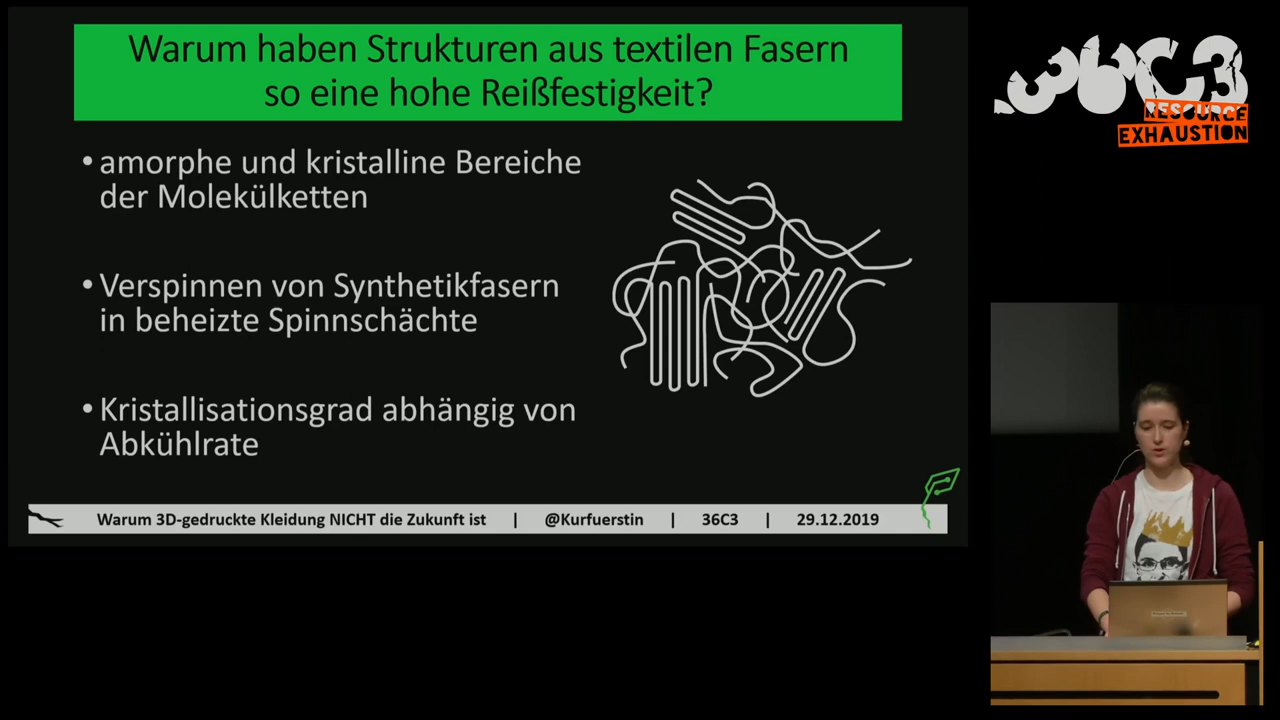 Warum haben Strukturen aus textilen Fasern
so eine hohe Reißfestigkeit?
• amorphe und kristalline Bereiche
der Molekülketten
• Verspinnen von Synthetikfasern
in beheizte Spinnschächte
• Kristallisationsgrad abhängig von
Abkühlrate
Warum 3D-gedruckte Kleidung NICHT die Zukunft ist | @Kurfuerstin | 36C3 | 29.12.2019
36C3
RESOURCE
EXHAUSTION